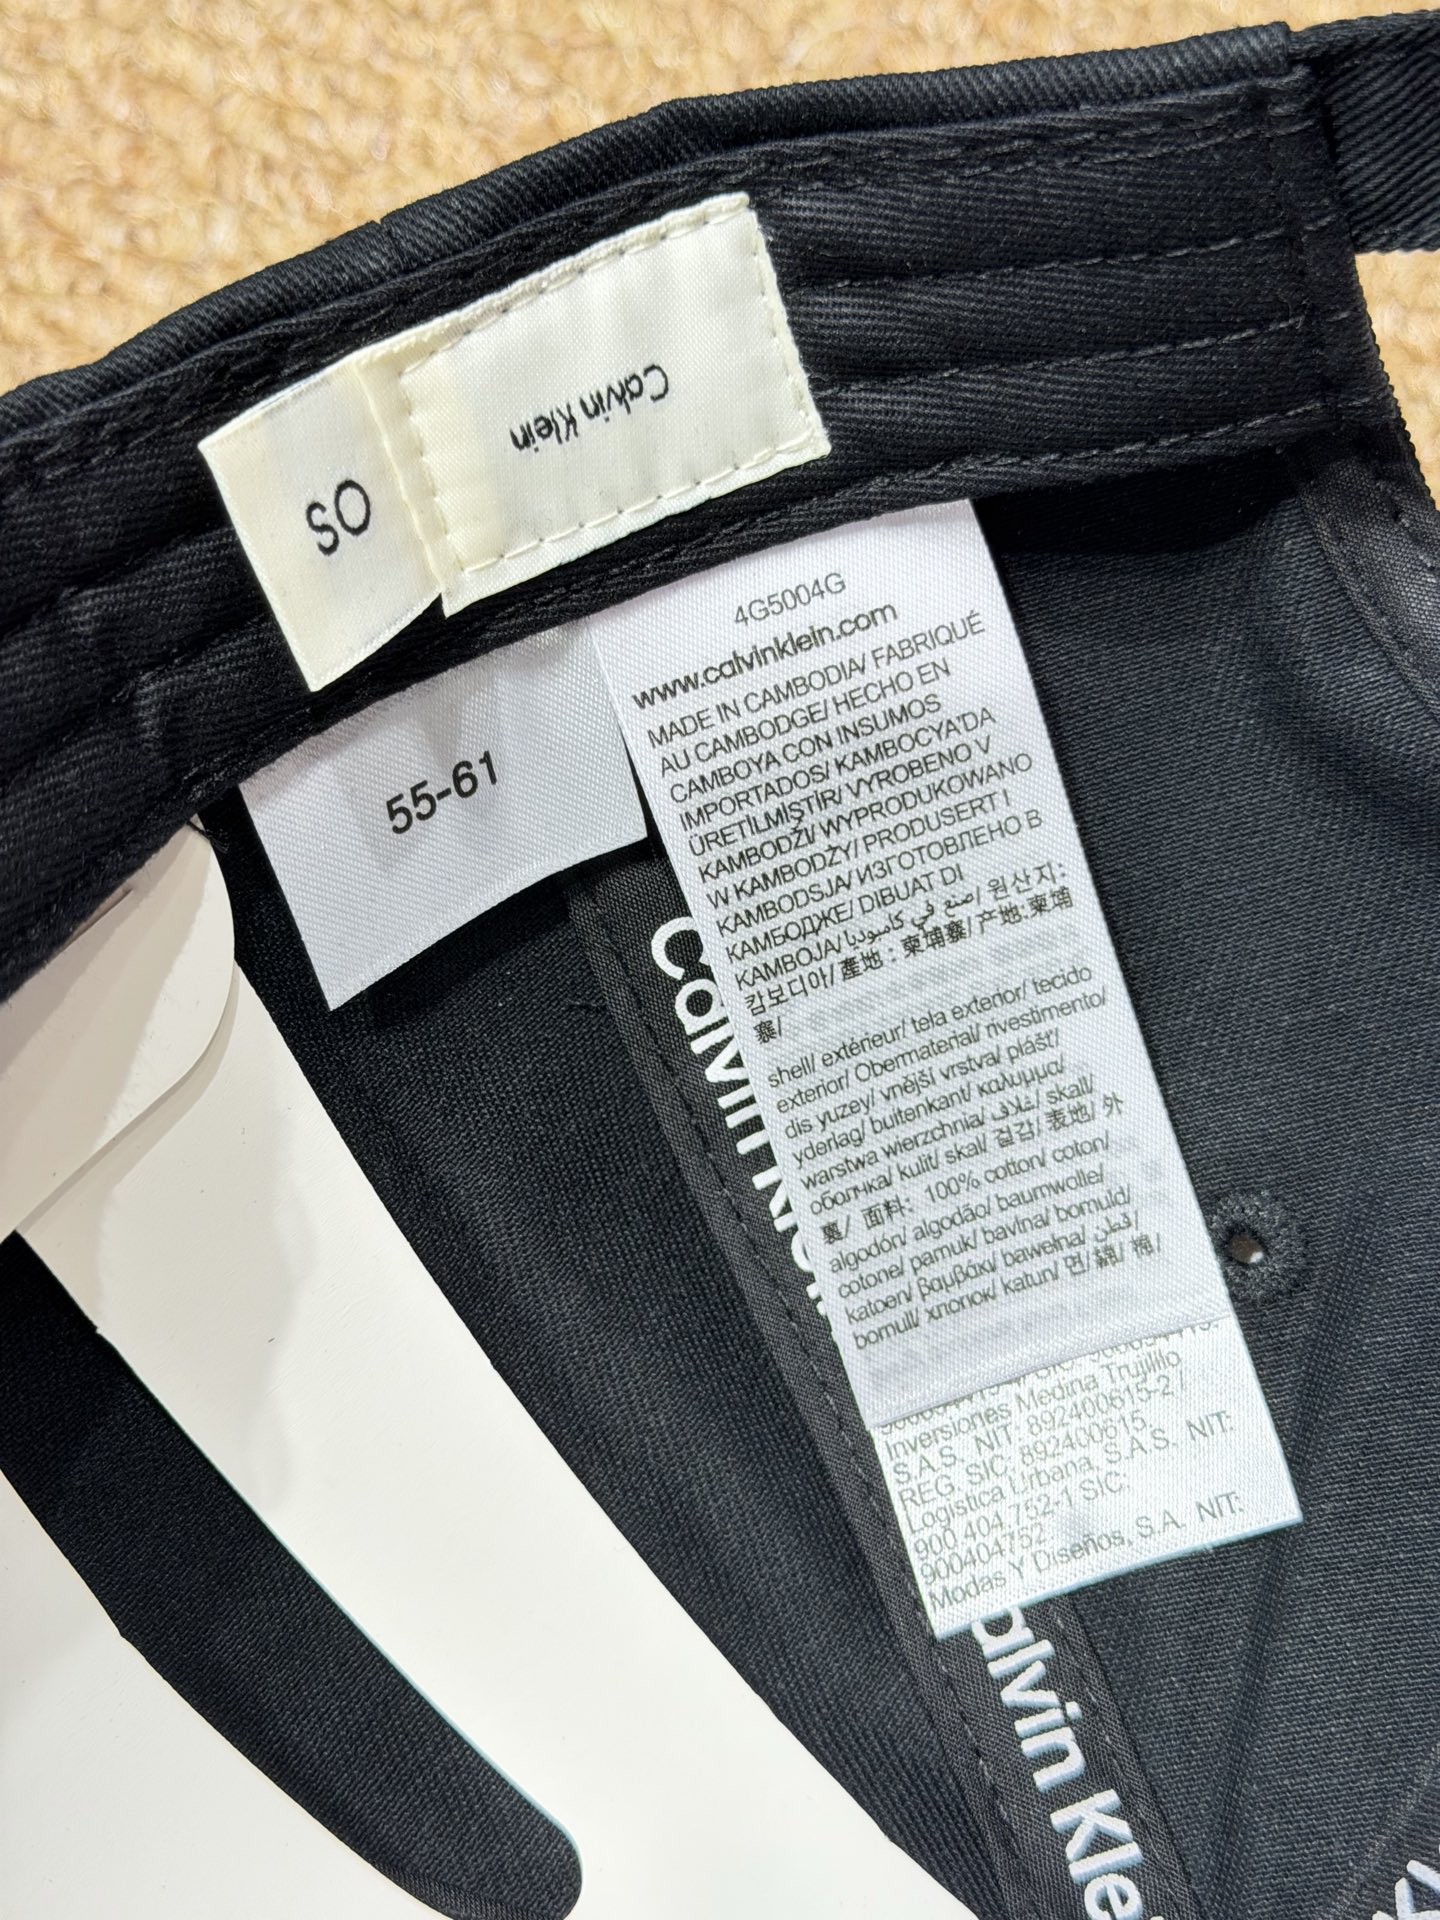 Calvin Klein
OS
55-61
4G5004G
www.calvinklein.com
MADE IN CAMBODIA/ FABRIQUÉ
AU CAMBODGE/ HECHO EN
CAMBOYA CON INSUMOS
IMPORTADOS/ KAMBOCYA'DA
ÜRETİLMİŞTİR/ VYROBENO V
KAMBODŽI/ WYPRODUKOWANO
W KAMBODŻY/ PRODUSERT I
KAMBODSJA/ ИЗГОТОВЛЕНО В
КАМБОДЖЕ/ DIBUAT DI
KAMBOJA/ صنع في كامبوديا/ 원산지:
캄보디아/ 產地：柬埔寨/ 产地:柬埔
寨/
shell/ extérieur/ tela exterior/ tecido
exterior/ Obermaterial/ rivestimento/
dis yuzey/ vnější vrstva/ plášť/
yderlag/ buitenkant/ καλυμμα/
warstwa wierzchnia/ غلاف/ skall/
оболчка/ kulit/ skal/ 겉감/ 表地/ 外
裏/ 面料: 100% cotton/ coton/
algodón/ algodão/ baumwolle/
cotone/ pamuk/ bavlna/ bomuld/
katoen/ βαμβάκι/ bawełna/ قطن/
bomull/ хлопок/ katun/ 면/ 綿/ 棉/
Inversiones Medina Trujillo
S.A.S. NIT: 892400615-2 /
REG. SIC: 892400615.
Logística Urbana, S.A.S. NIT:
900.404.752-1 SIC:
900404752
Modas Y Diseños, S.A. NIT:
Calvin Klein
Calvin Kle